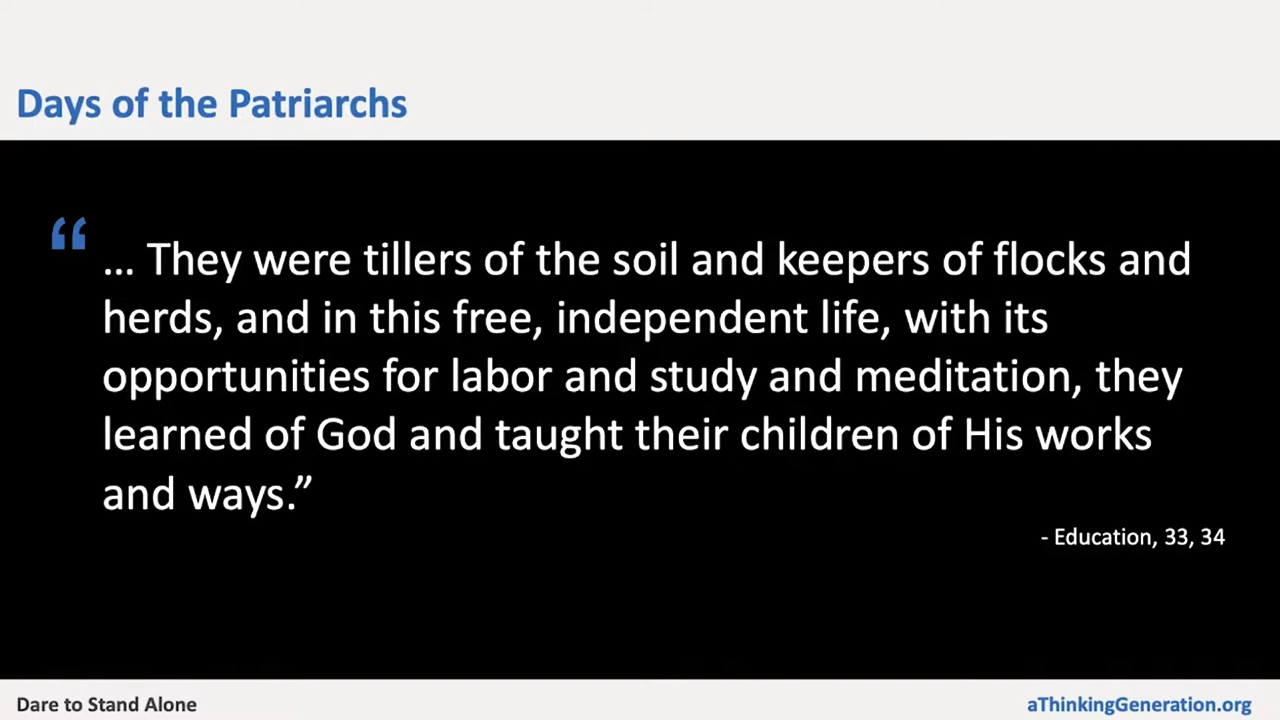 Days of the Patriarchs
“
... They were tillers of the soil and keepers of flocks and
herds, and in this free, independent life, with its
opportunities for labor and study and meditation, they
learned of God and taught their children of His works
and ways.”
- Education, 33, 34
Dare to Stand Alone
aThinkingGeneration.org